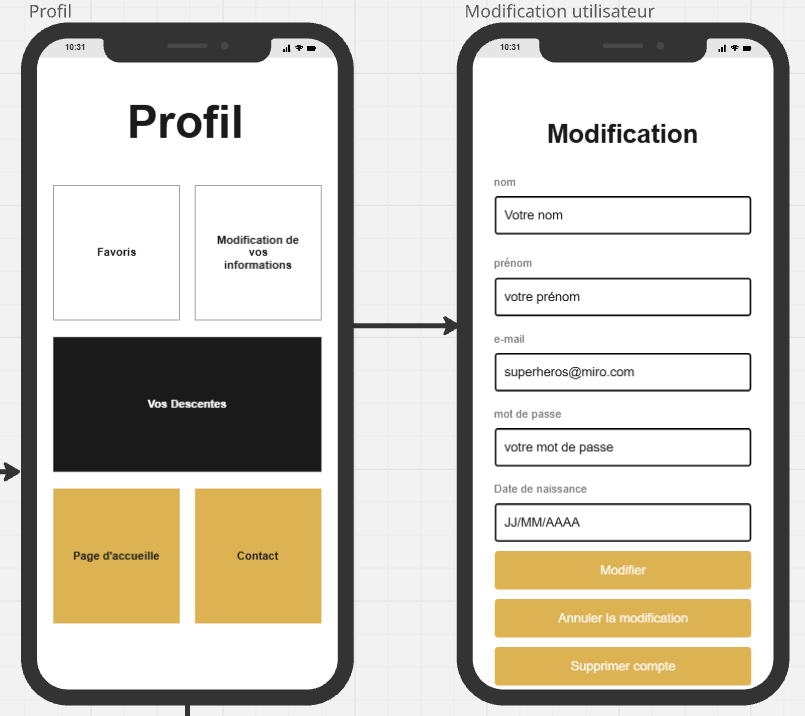 Profil
10:31
Profil
Favoris
Modification de
vos
informations
Vos Descentes
Page d'accueille
Contact
Modification utilisateur
10:31
Modification
nom
Votre nom
prénom
votre prénom
e-mail
superheros@miro.com
mot de passe
votre mot de passe
Date de naissance
JJ/MM/AAAA
Modifier
Annuler la modification
Supprimer compte